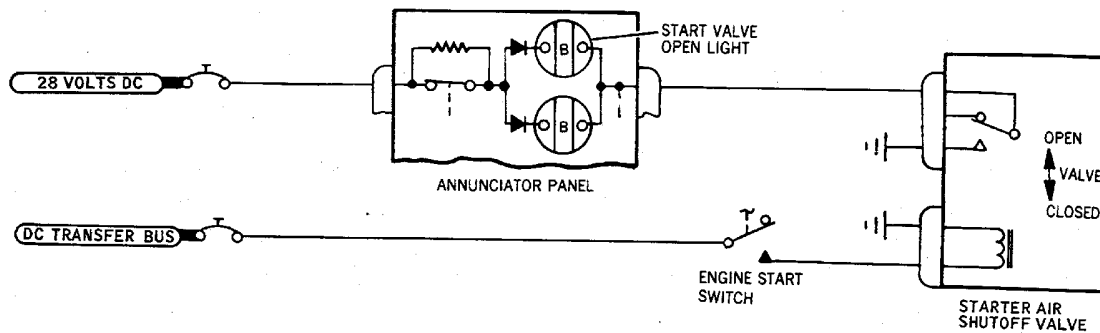 START VALVE
OPEN LIGHT
B
28 VOLTS DC
B
OPEN
VALVE
CLOSED
ANNUNCIATOR PANEL
DC TRANSFER BUS
ENGINE START
SWITCH
STARTER AIR
SHUTOFF VALVE